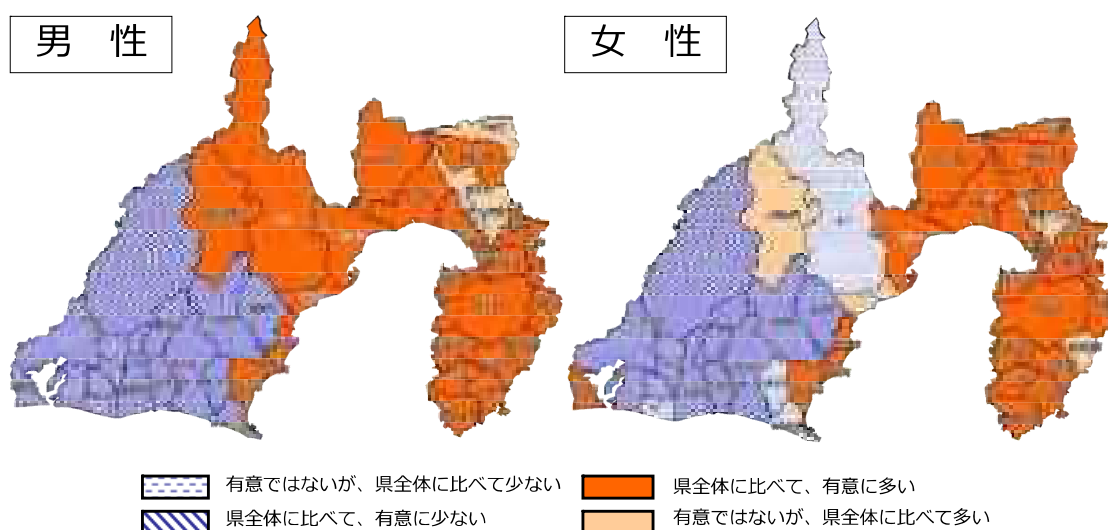 男 性
女 性
有意ではないが、県全体に比べて少ない
県全体に比べて、有意に多い
県全体に比べて、有意に少ない
有意ではないが、県全体に比べて多い